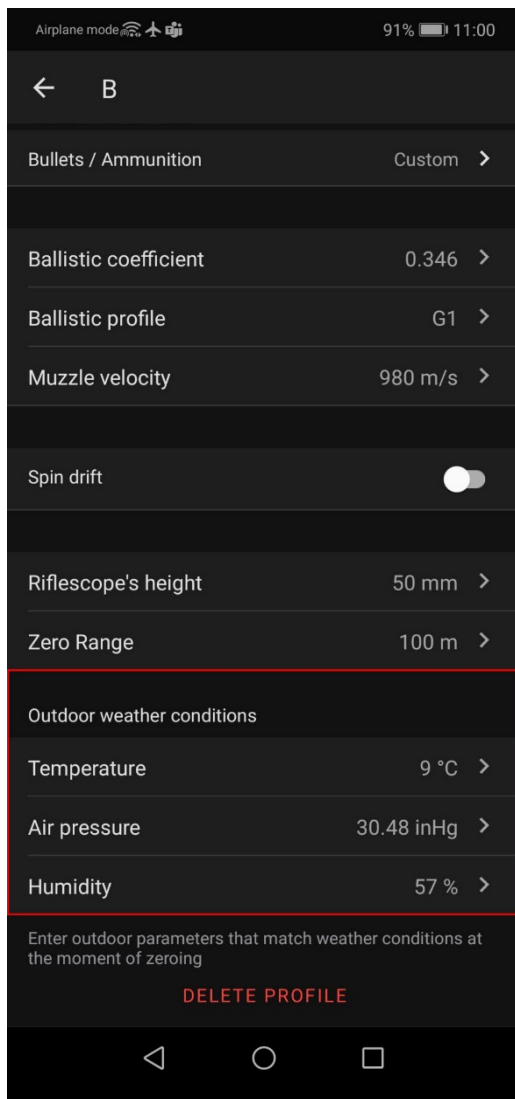 Airplane mode 91% 11:00
B
Bullets / Ammunition Custom
Ballistic coefficient 0.346
Ballistic profile G1
Muzzle velocity 980 m/s
Spin drift
Riflescope's height 50 mm
Zero Range 100 m
Outdoor weather conditions
Temperature 9 °C
Air pressure 30.48 inHg
Humidity 57 %
Enter outdoor parameters that match weather conditions at
the moment of zeroing
DELETE PROFILE